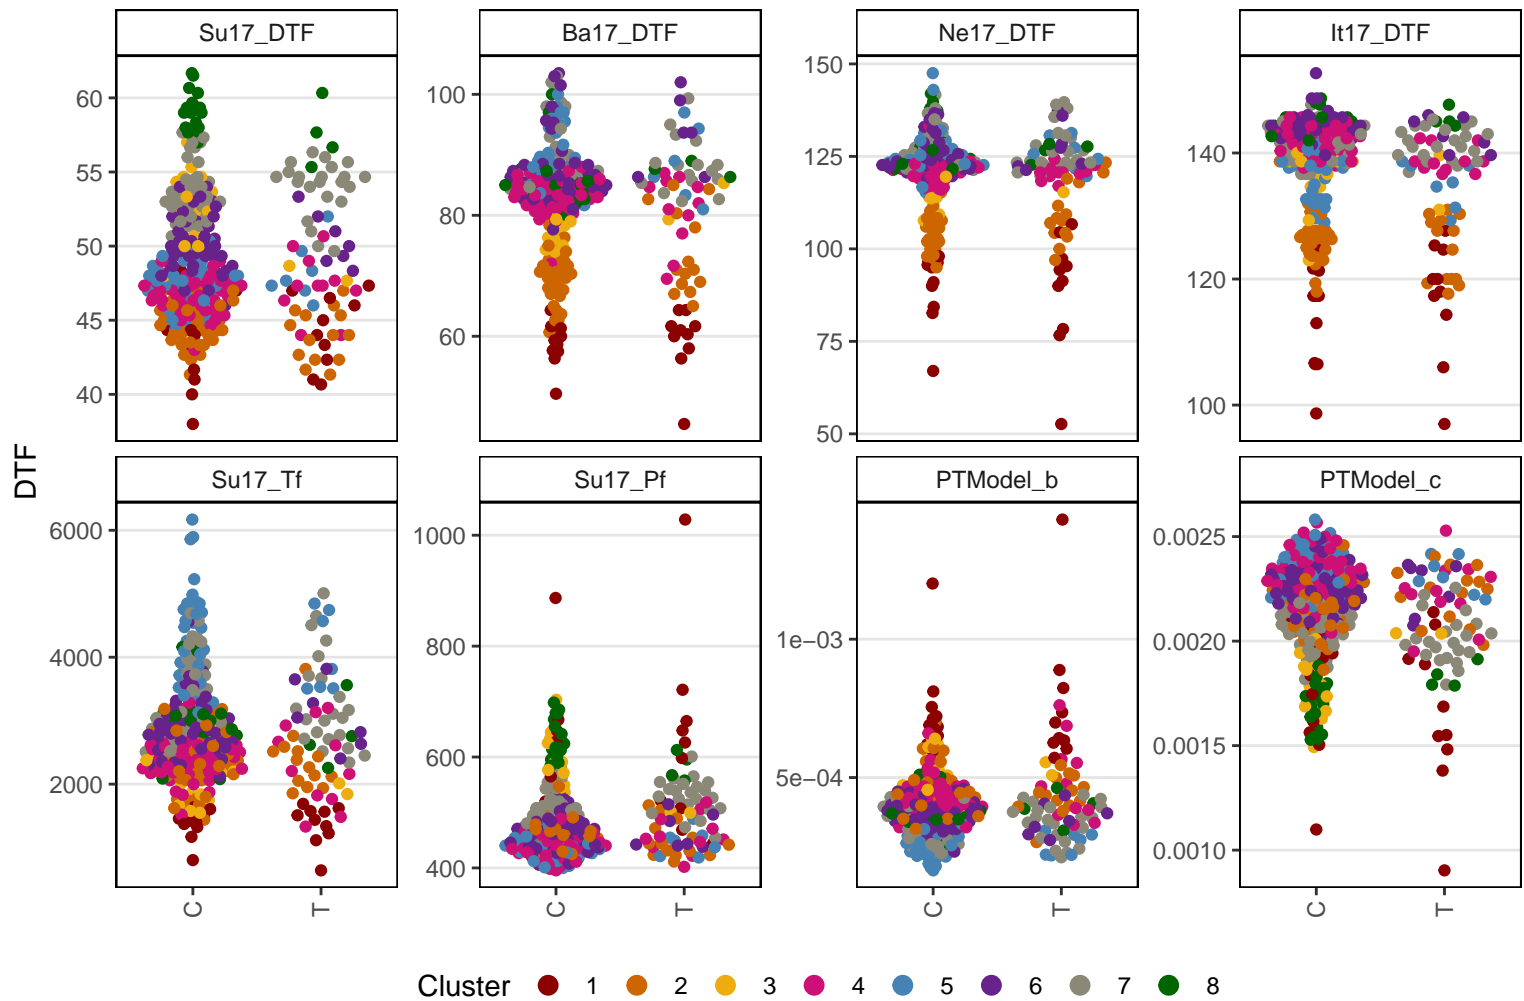 Su17_DTF
Ba17_DTF
Ne17_DTF
It17_DTF
60
55
50
45
40
100
80
60
150
125
100
75
50
140
120
100
DTF
Su17_Tf
Su17_Pf
PTModel_b
PTModel_c
6000
4000
2000
1000
800
600
400
1e−03
5e−04
0.0025
0.0020
0.0015
0.0010
C
T
C
T
C
T
C
T
Cluster 1 2 3 4 5 6 7 8